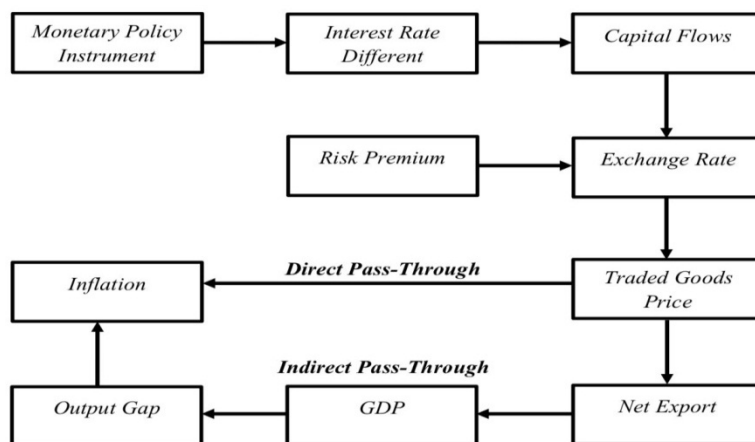 Monetary Policy
Instrument
Interest Rate
Different
Capital Flows
Risk Premium
Exchange Rate
Direct Pass-Through
Inflation
Traded Goods
Price
Indirect Pass-Through
Output Gap
GDP
Net Export